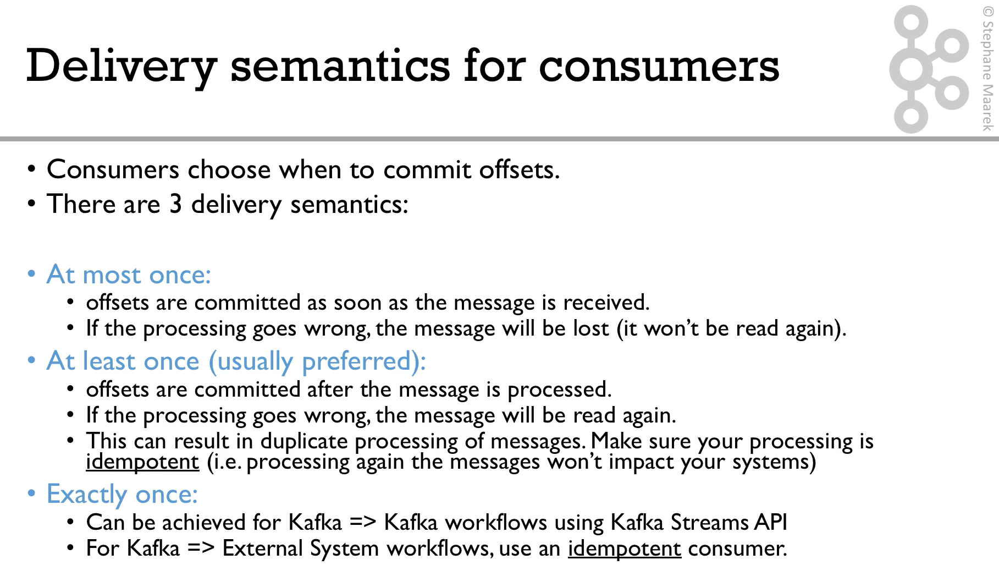 Delivery semantics for consumers
© Stephane Maarek
• Consumers choose when to commit offsets.
• There are 3 delivery semantics:
• At most once:
• offsets are committed as soon as the message is received.
• If the processing goes wrong, the message will be lost (it won’t be read again).
• At least once (usually preferred):
• offsets are committed after the message is processed.
• If the processing goes wrong, the message will be read again.
• This can result in duplicate processing of messages. Make sure your processing is
idempotent (i.e. processing again the messages won’t impact your systems)
• Exactly once:
• Can be achieved for Kafka => Kafka workflows using Kafka Streams API
• For Kafka => External System workflows, use an idempotent consumer.